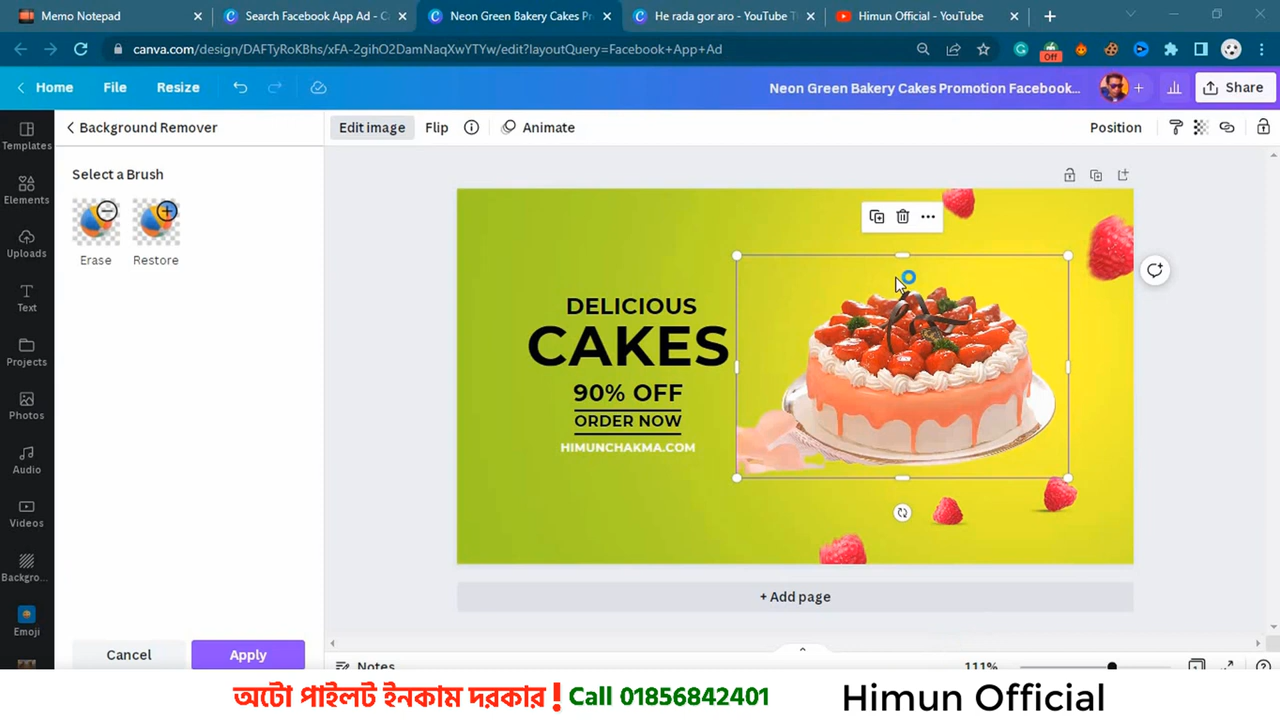 Memo Notepad
Search Facebook App Ad - C
Neon Green Bakery Cakes Pr
He rada gor aro - YouTube T
Himun Official - YouTube
canva.com/design/DAFTyRoKBhs/xFA-2gihO2DamNaqXwYTYw/edit?layoutQuery=Facebook+App+Ad
Off
Home
File
Resize
Neon Green Bakery Cakes Promotion Facebook...
Share
Templates
Background Remover
Edit image
Flip
Animate
Position
Select a Brush
Elements
Erase
Restore
Uploads
Text
Projects
Photos
Audio
Videos
Backgro...
Emoji
DELICIOUS
CAKES
90% OFF
ORDER NOW
HIMUNCHAKMA.COM
+ Add page
Cancel
Apply
Notes
111%
অটো পাইলট ইনকাম দরকার ! Call 01856842401
Himun Official